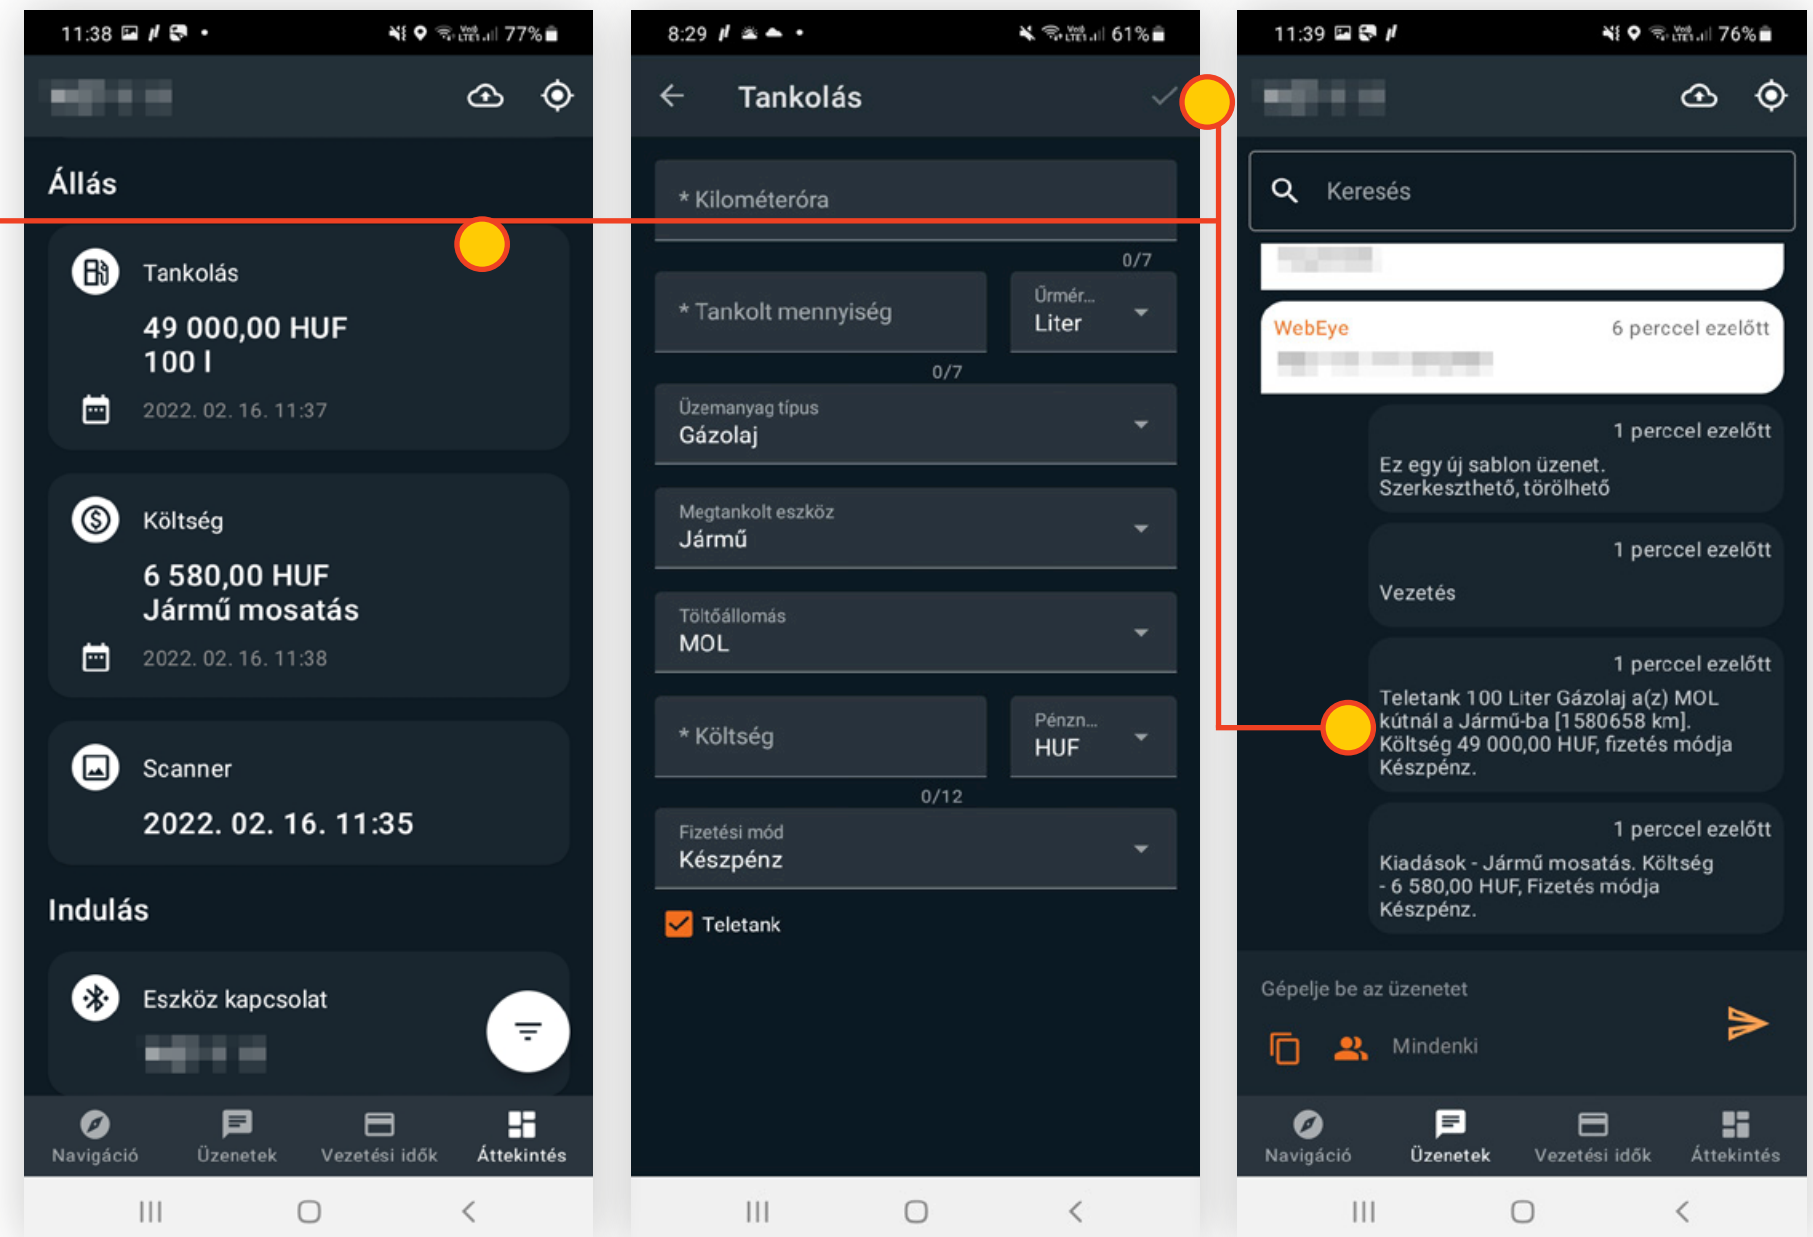 11:38
77%
Állás
Tankolás
49 000,00 HUF
100 l
2022. 02. 16. 11:37
Költség
6 580,00 HUF
Jármű mosatás
2022. 02. 16. 11:38
Scanner
2022. 02. 16. 11:35
Indulás
Eszköz kapcsolat
Navigáció
Üzenetek
Vezetési idők
Áttekintés
8:29
61%
Tankolás
* Kilométeróra
0/7
* Tankolt mennyiség
Űrmér...
Liter
0/7
Üzemanyag típus
Gázolaj
Megtankolt eszköz
Jármű
Töltőállomás
MOL
* Költség
Pénzn...
HUF
0/12
Fizetési mód
Készpénz
Teletank
11:39
76%
Keresés
WebEye
6 perccel ezelőtt
1 perccel ezelőtt
Ez egy új sablon üzenet.
Szerkeszthető, törölhető
1 perccel ezelőtt
Vezetés
1 perccel ezelőtt
Teletank 100 Liter Gázolaj a(z) MOL
kútnál a Jármű-ba [1580658 km].
Költség 49 000,00 HUF, fizetés módja
Készpénz.
1 perccel ezelőtt
Kiadások - Jármű mosatás. Költség
- 6 580,00 HUF, Fizetés módja
Készpénz.
Gépelje be az üzenetet
Mindenki
Navigáció
Üzenetek
Vezetési idők
Áttekintés